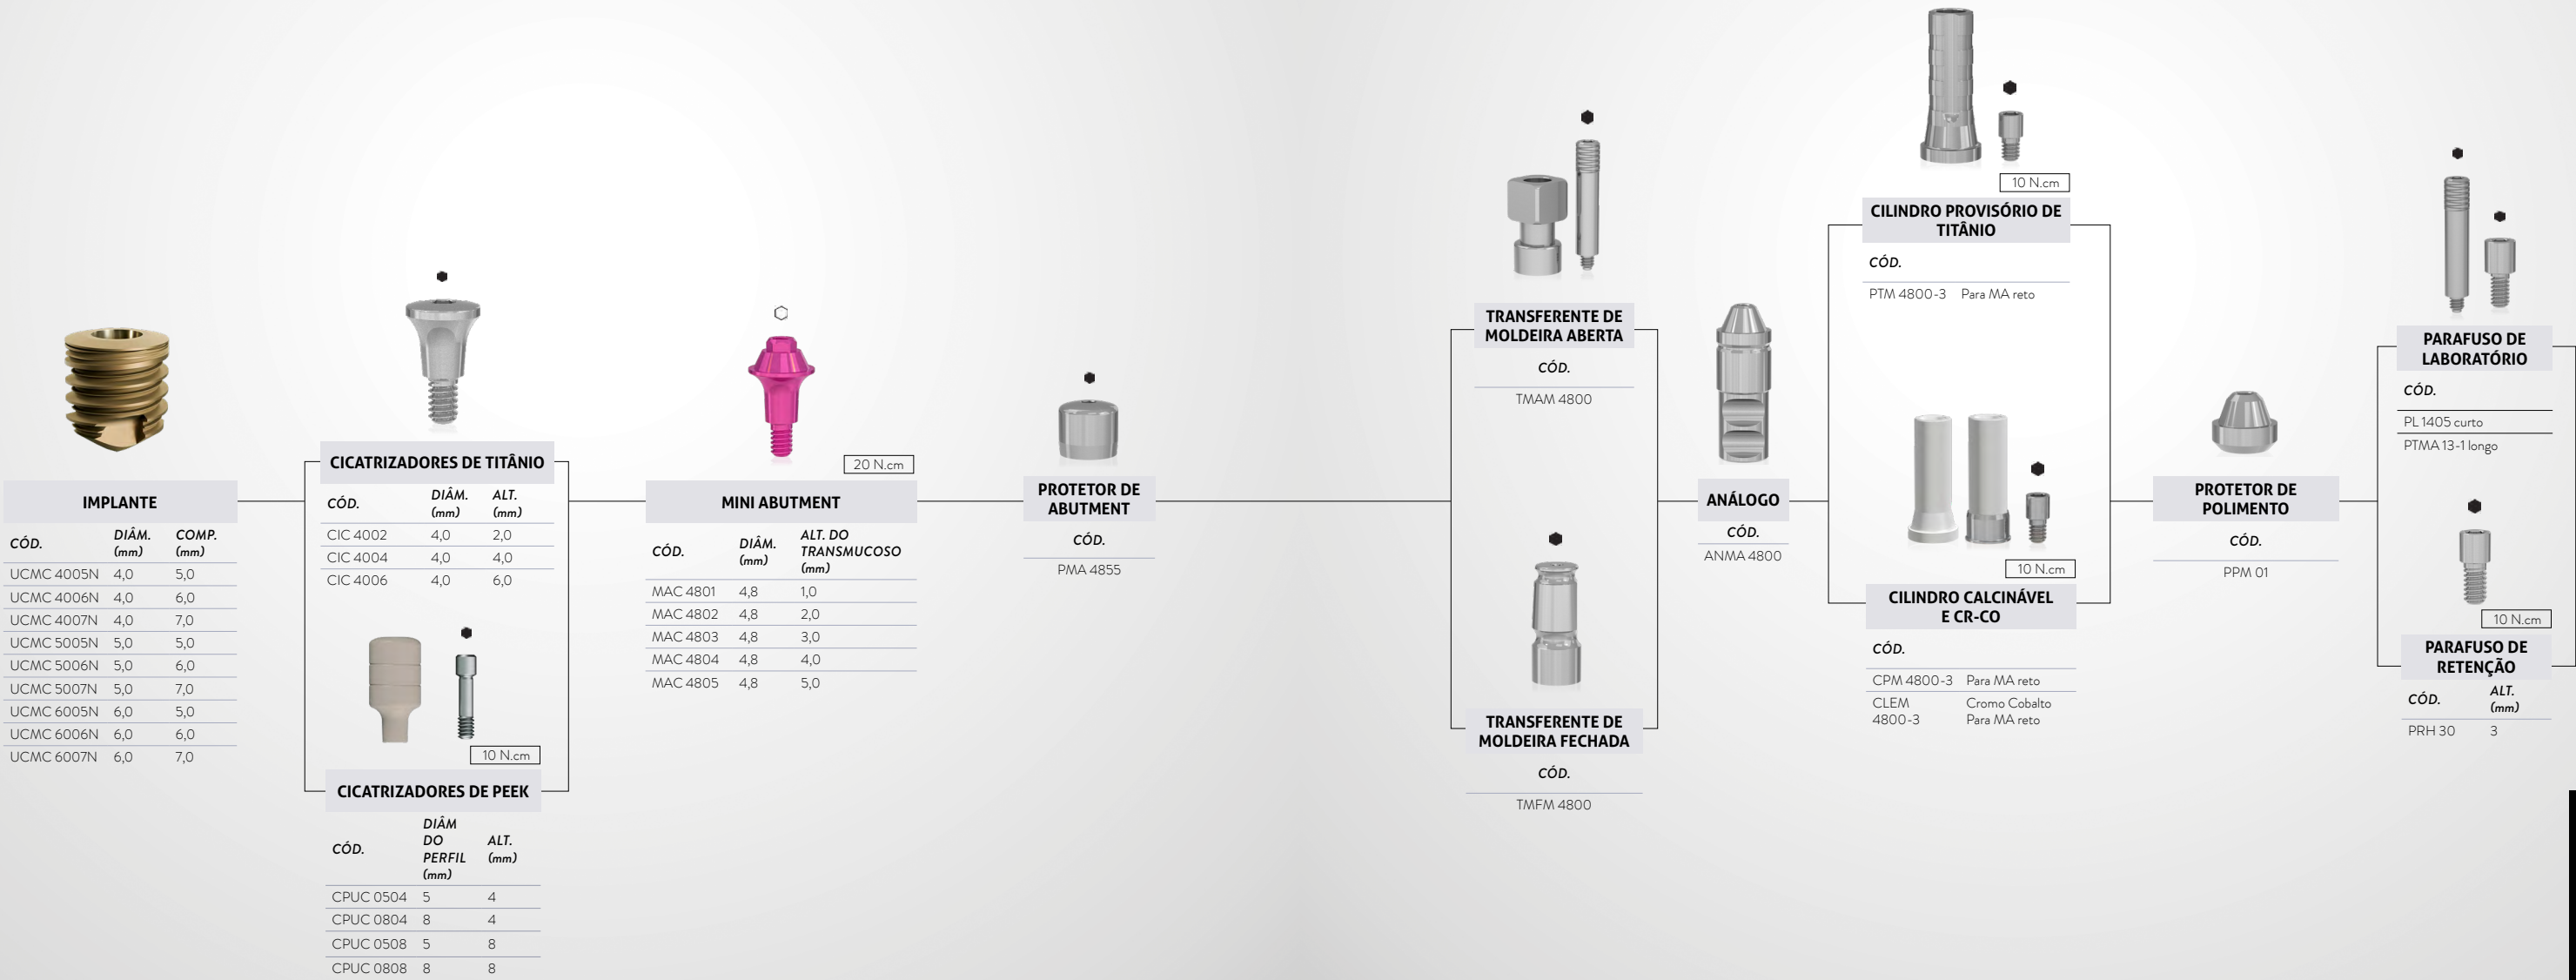 IMPLANTE
CÓD. DIÂM. (mm) COMP. (mm)
UCMC 4005N 4,0 5,0
UCMC 4006N 4,0 6,0
UCMC 4007N 4,0 7,0
UCMC 5005N 5,0 5,0
UCMC 5006N 5,0 6,0
UCMC 5007N 5,0 7,0
UCMC 6005N 6,0 5,0
UCMC 6006N 6,0 6,0
UCMC 6007N 6,0 7,0
CICATRIZADORES DE TITÂNIO
CÓD. DIÂM. (mm) ALT. (mm)
CIC 4002 4,0 2,0
CIC 4004 4,0 4,0
CIC 4006 4,0 6,0
10 N.cm
CICATRIZADORES DE PEEK
CÓD. DIÂM DO PERFIL (mm) ALT. (mm)
CPUC 0504 5 4
CPUC 0804 8 4
CPUC 0508 5 8
CPUC 0808 8 8
20 N.cm
MINI ABUTMENT
CÓD. DIÂM. (mm) ALT. DO TRANSMUCOSO (mm)
MAC 4801 4,8 1,0
MAC 4802 4,8 2,0
MAC 4803 4,8 3,0
MAC 4804 4,8 4,0
MAC 4805 4,8 5,0
PROTETOR DE
ABUTMENT
CÓD.
PMA 4855
TRANSFERENTE DE
MOLDEIRA ABERTA
CÓD.
TMAM 4800
TRANSFERENTE DE
MOLDEIRA FECHADA
CÓD.
TMFM 4800
ANÁLOGO
CÓD.
ANMA 4800
10 N.cm
CILINDRO PROVISÓRIO DE
TITÂNIO
CÓD.
PTM 4800-3 Para MA reto
10 N.cm
CILINDRO CALCINÁVEL
E CR-CO
CÓD.
CPM 4800-3 Para MA reto
CLEM Cromo Cobalto
4800-3 Para MA reto
PROTETOR DE
POLIMENTO
CÓD.
PPM 01
PARAFUSO DE
LABORATÓRIO
CÓD.
PL 1405 curto
PTMA 13-1 longo
10 N.cm
PARAFUSO DE
RETENÇÃO
CÓD. ALT. (mm)
PRH 30 3